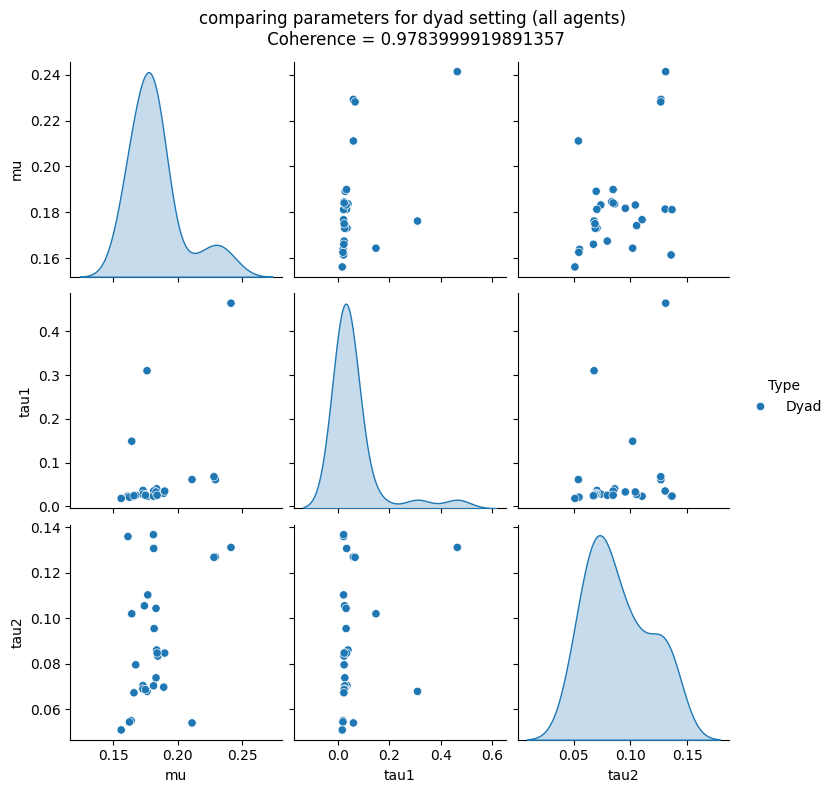 comparing parameters for dyad setting (all agents)
Coherence = 0.9783999919891357
0.24
0.22
0.20
0.18
0.16
mu
0.4
0.3
0.2
0.1
0.0
tau1
Type
Dyad
0.14
0.12
0.10
0.08
0.06
tau2
0.15 0.20 0.25
0.0 0.2 0.4 0.6
0.05 0.10 0.15
mu tau1 tau2